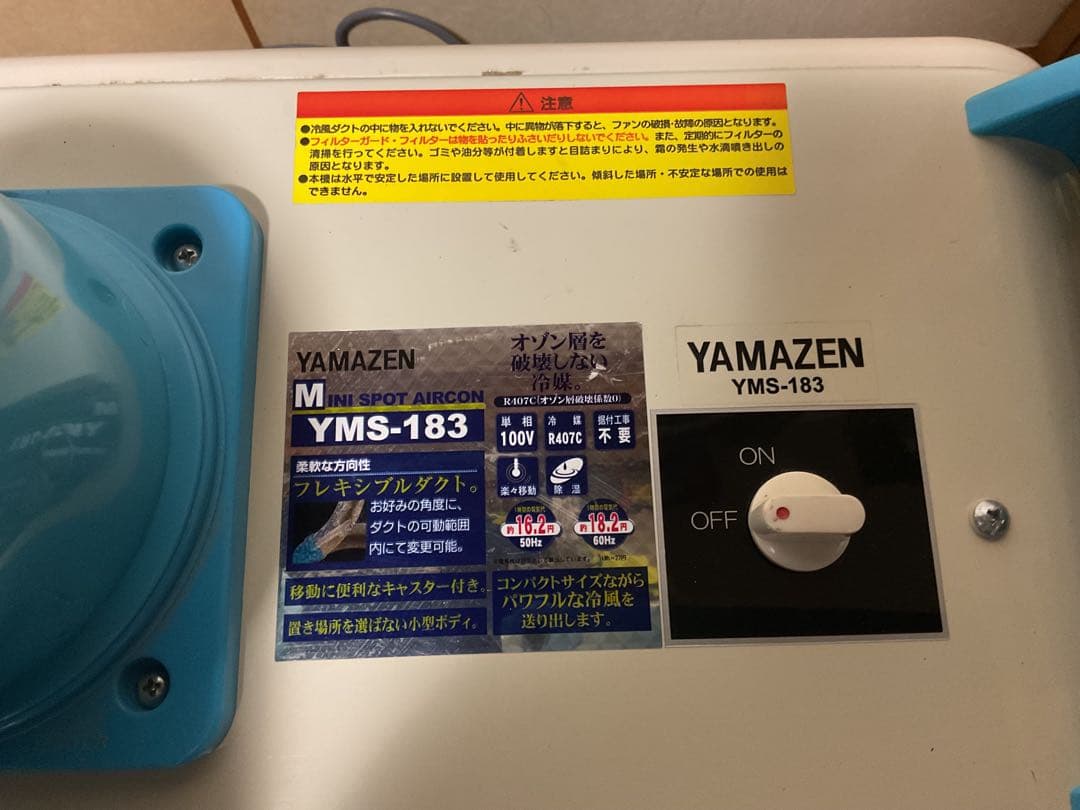 注意
●冷風ダクトの中に物を入れないでください。中に異物が落下すると、ファンの破損・故障の原因となります。
●フィルターガード・フィルターは物を貼ったりふさいだりしないでください。また、定期的にフィルターの
清掃を行ってください。ゴミや油分等が付着しますと目詰まりにより、霜の発生や水滴噴き出しの
原因となります。
●本機は水平で安定した場所に設置して使用してください。傾斜した場所・不安定な場所での使用は
できません。
YAMAZEN
MINI SPOT AIRCON
YMS-183
柔軟な方向性
フレキシブルダクト。
お好みの角度に、
ダクトの可動範囲
内にて変更可能。
移動に便利なキャスター付き。
置き場所を選ばない小型ボディ。
オゾン層を
破壊しない
冷媒。
R407C(オゾン層破壊係数0)
単相
100V
冷媒
R407C
据付工事
不要
楽々移動
除湿
1時間の電気代
約16.2円
50Hz
1時間の電気代
約18.2円
60Hz
コンパクトサイズながら
パワフルな冷風を
送り出します。
YAMAZEN
YMS-183
ON
OFF